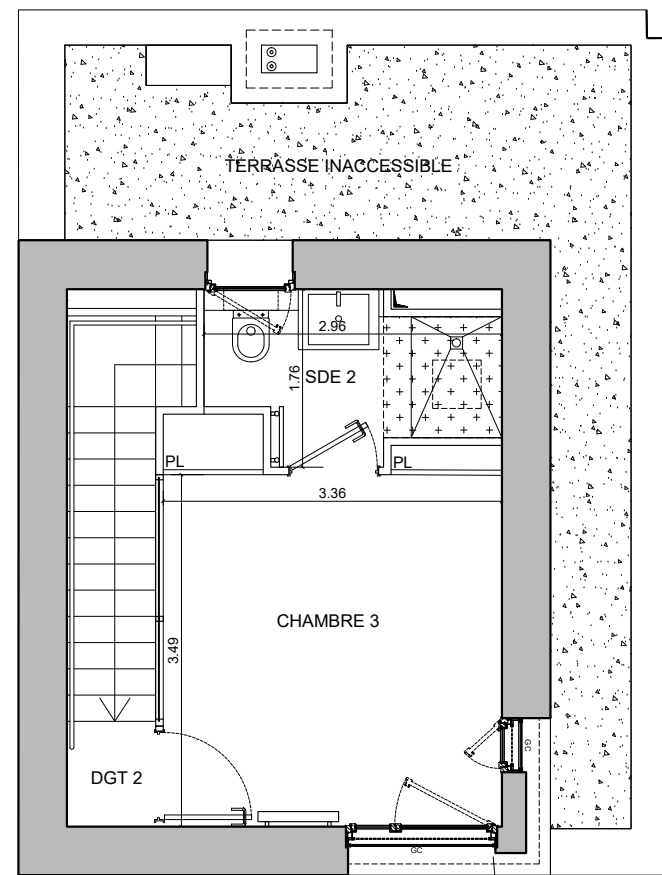 TERRASSE INACCESSIBLE
2.96
1.76
SDE 2
PL
PL
3.36
CHAMBRE 3
3.49
GC
DGT 2
GC